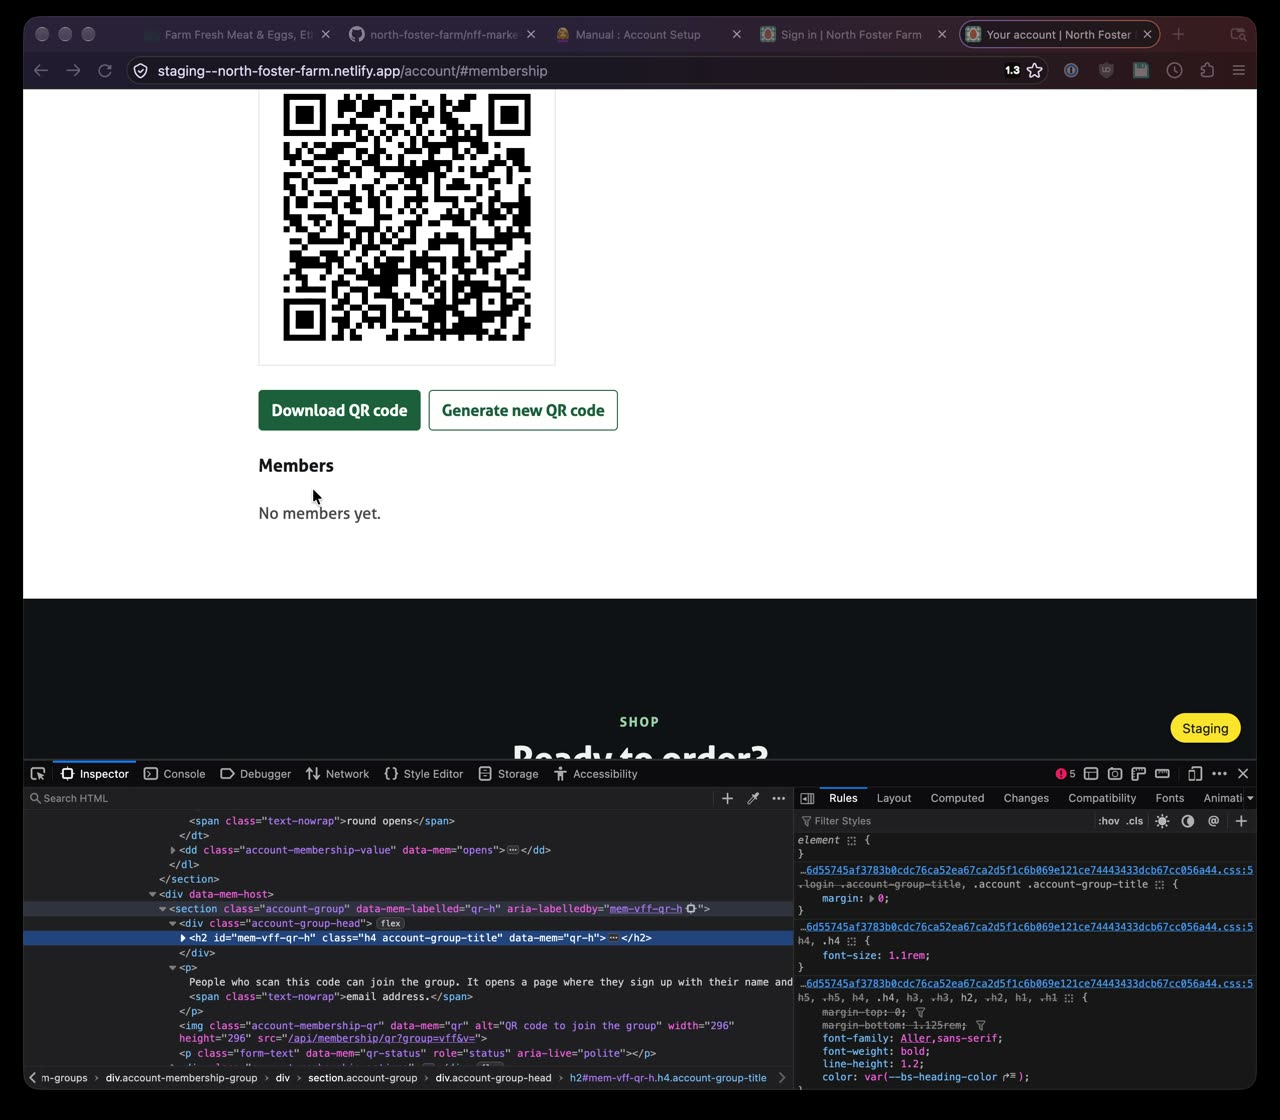 Farm Fresh Meat & Eggs, Et
north-foster-farm/nff-marke
Manual : Account Setup
Sign in | North Foster Farm
Your account | North Foster
staging--north-foster-farm.netlify.app/account/#membership
1.3
Download QR code
Generate new QR code
Members
No members yet.
SHOP
Ready to order?
Staging
Inspector
Console
Debugger
Network
Style Editor
Storage
Accessibility
5
Search HTML
Rules
Layout
Computed
Changes
Compatibility
Fonts
Animati
Filter Styles
:hov .cls
<span class="text-nowrap">round opens</span>
</dt>
<dd class="account-membership-value" data-mem="opens"></dd>
</dl>
</section>
<div data-mem-host>
<section class="account-group" data-mem-labelled="qr-h" aria-labelledby="mem-vff-qr-h">
<div class="account-group-head"> flex
<h2 id="mem-vff-qr-h" class="h4 account-group-title" data-mem="qr-h"></h2>
</div>
<p>
People who scan this code can join the group. It opens a page where they sign up with their name and
<span class="text-nowrap">email address.</span>
</p>
<img class="account-membership-qr" data-mem="qr" alt="QR code to join the group" width="296"
height="296" src="/api/membership/qr?group=vff&v=">
<p class="form-text" data-mem="qr-status" role="status" aria-live="polite"></p>
m-groups
div.account-membership-group
div
section.account-group
div.account-group-head
h2#mem-vff-qr-h.h4.account-group-title
element {
}
…6d55745af3783b0cdc76ca52ea67ca2d5f1c6b069e121ce74443433dcb67cc056a44.css:5
.login .account-group-title, .account .account-group-title {
margin: 0;
}
…6d55745af3783b0cdc76ca52ea67ca2d5f1c6b069e121ce74443433dcb67cc056a44.css:5
h4, .h4 {
font-size: 1.1rem;
}
…6d55745af3783b0cdc76ca52ea67ca2d5f1c6b069e121ce74443433dcb67cc056a44.css:5
h5, .h5, h4, .h4, h3, .h3, h2, .h2, h1, .h1 {
margin-top: 0;
margin-bottom: 1.125rem;
font-family: Aller,sans-serif;
font-weight: bold;
line-height: 1.2;
color: var(--bs-heading-color);